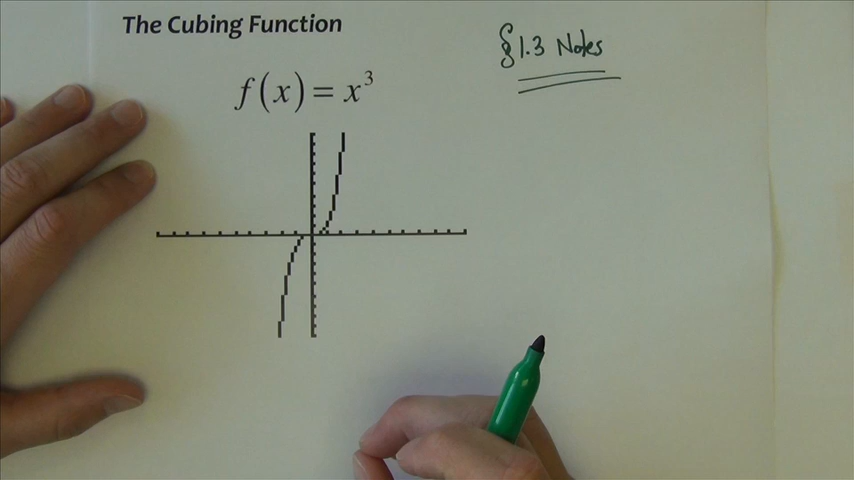 The Cubing Function
§1.3 Notes
f(x) = x³